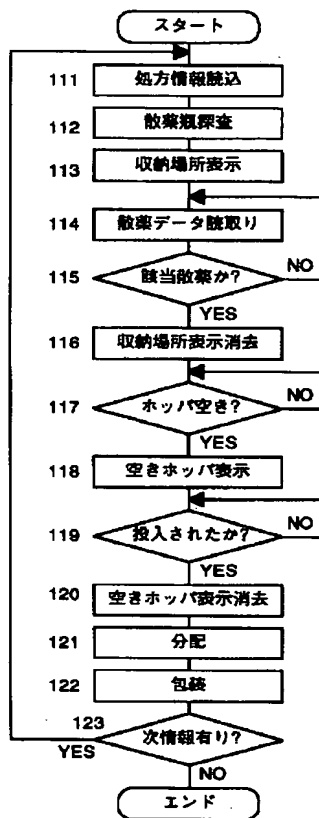 スタート
111 処方情報読込
112 散薬瓶探査
113 収納場所表示
114 散薬データ読取り
115 該当散薬か? NO
YES
116 収納場所表示消去
117 ホッパ空き? NO
YES
118 空きホッパ表示
119 投入されたか? NO
YES
120 空きホッパ表示消去
121 分配
122 包装
123 次情報有り?
YES
NO
エンド